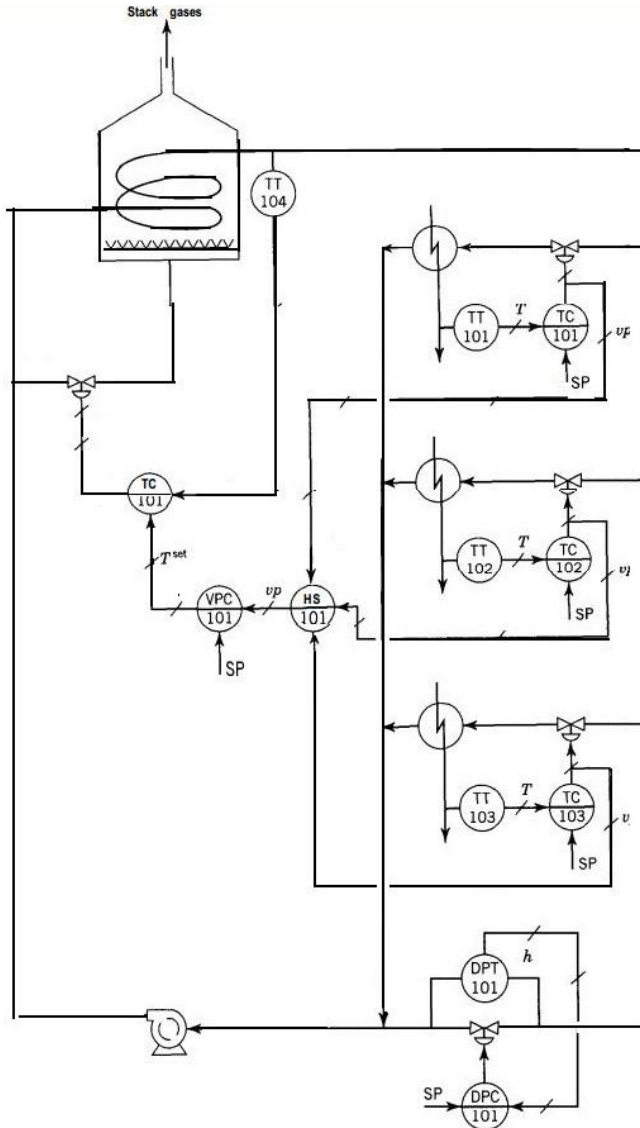 Stack gases
TT
104
TT
101
T
TC
101
vp
SP
TC
101
T set
VPC
101
SP
vp
HS
101
TT
102
T
TC
102
SP
TT
103
T
TC
103
v
SP
DPT
101
h
SP
DPC
101